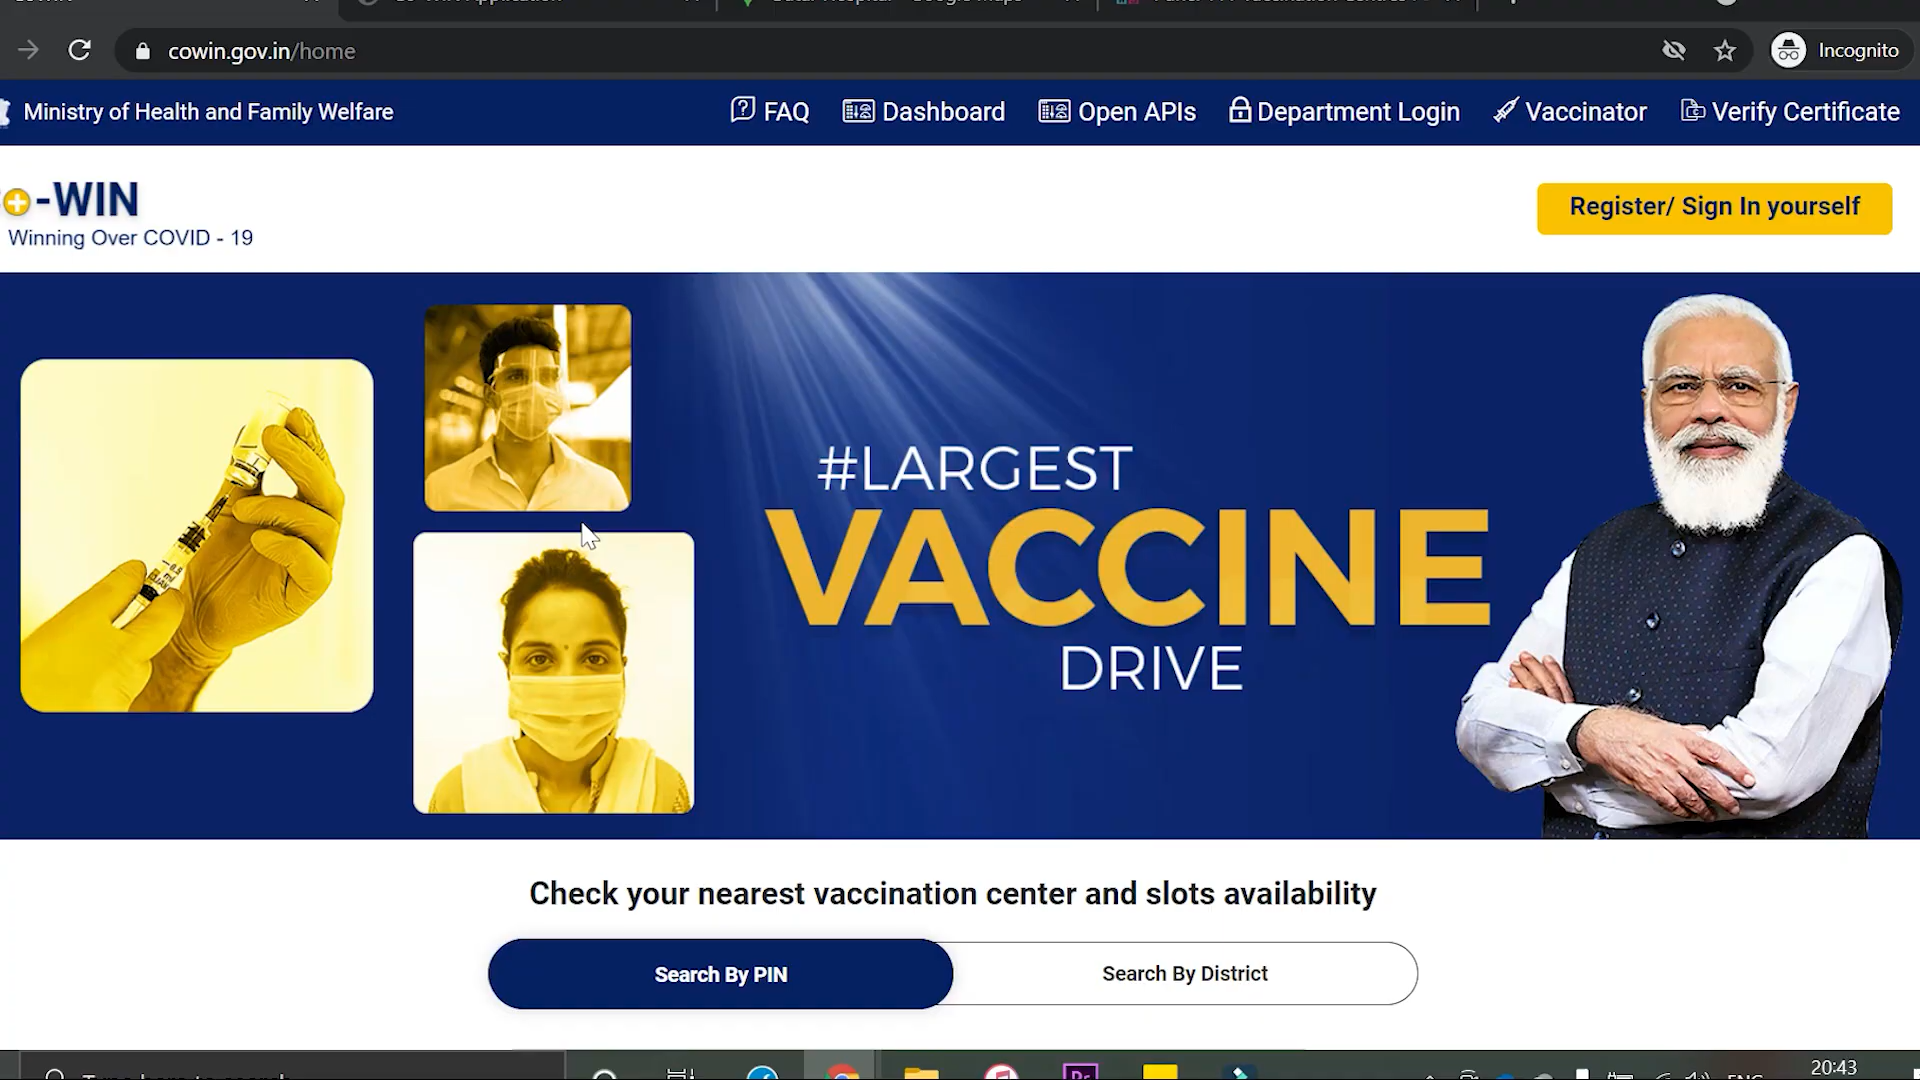 cowin.gov.in/home
Incognito
Ministry of Health and Family Welfare
FAQ
Dashboard
Open APIs
Department Login
Vaccinator
Verify Certificate
-WIN
Winning Over COVID - 19
Register/ Sign In yourself
#LARGEST
VACCINE
DRIVE
Check your nearest vaccination center and slots availability
Search By PIN
Search By District
20:43